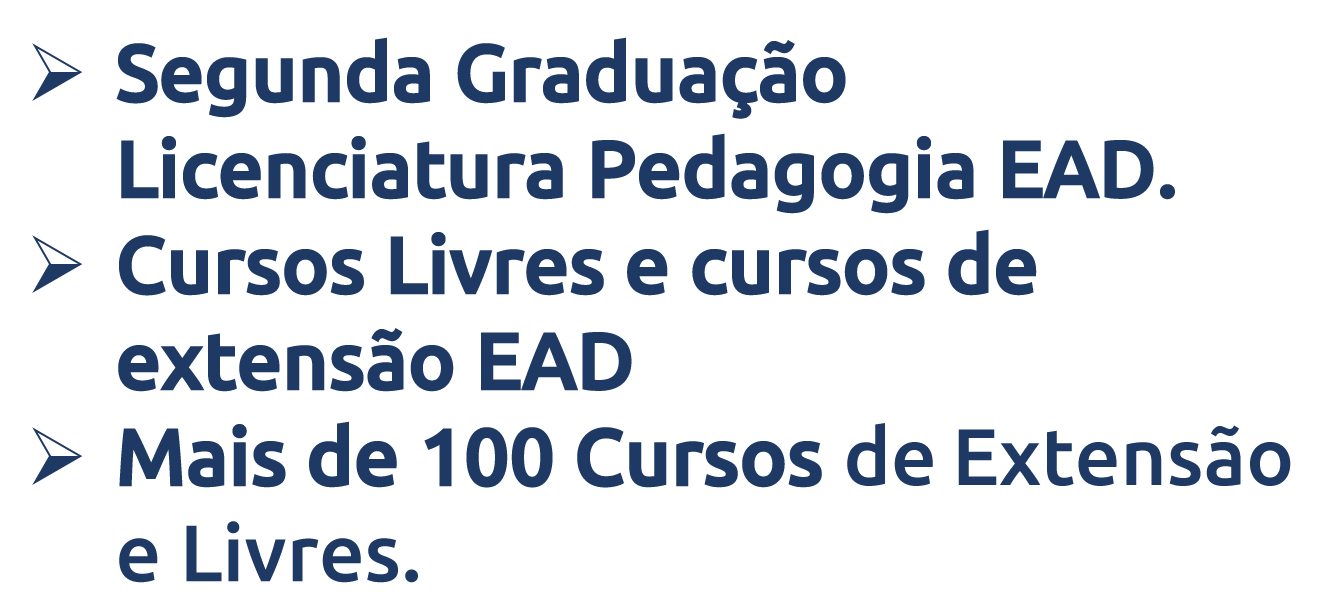 ➢ Segunda Graduação
Licenciatura Pedagogia EAD.
➢ Cursos Livres e cursos de
extensão EAD
➢ Mais de 100 Cursos de Extensão
e Livres.